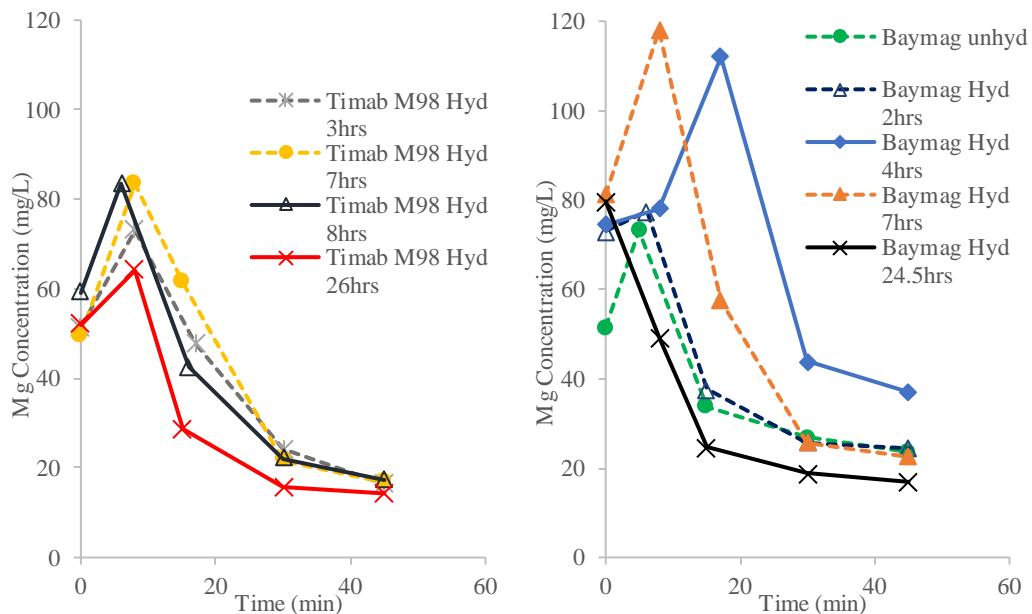 120
100
80
60
40
20
0
0
20
40
60
Mg Concentration (mg/L)
Time (min)
Timab M98 Hyd
3hrs
Timab M98 Hyd
7hrs
Timab M98 Hyd
8hrs
Timab M98 Hyd
26hrs
120
100
80
60
40
20
0
0
20
40
60
Mg Concentration (mg/L)
Time (min)
Baymag unhyd
Baymag Hyd
2hrs
Baymag Hyd
4hrs
Baymag Hyd
7hrs
Baymag Hyd
24.5hrs